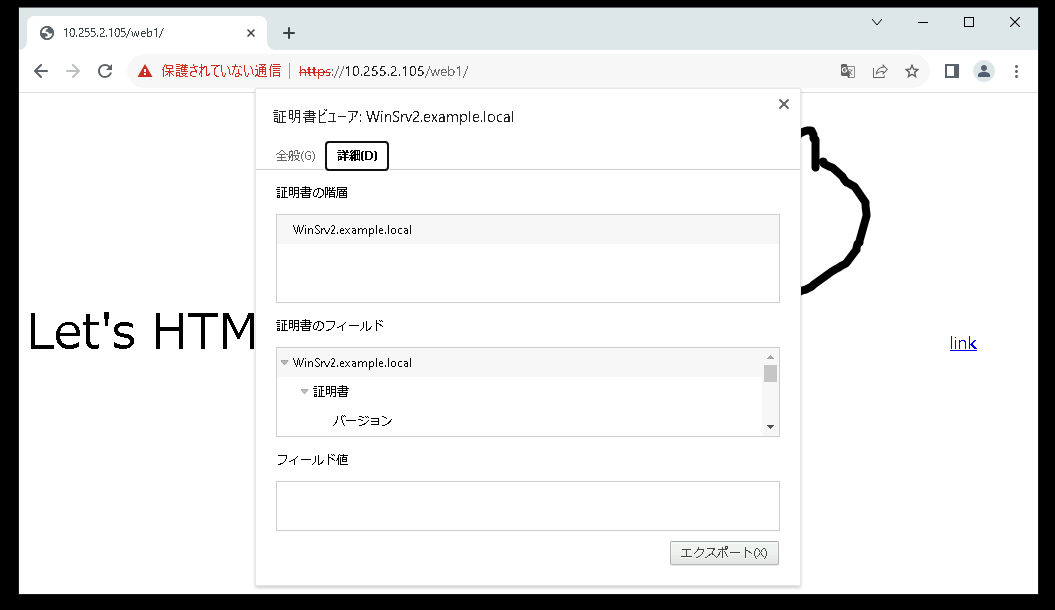 10.255.2.105/web1/
保護されていない通信 | https://10.255.2.105/web1/
証明書ビューア: WinSrv2.example.local
全般(G) 詳細(D)
証明書の階層
WinSrv2.example.local
Let's HTM
証明書のフィールド
link
WinSrv2.example.local
証明書
バージョン
フィールド値
エクスポート(X)